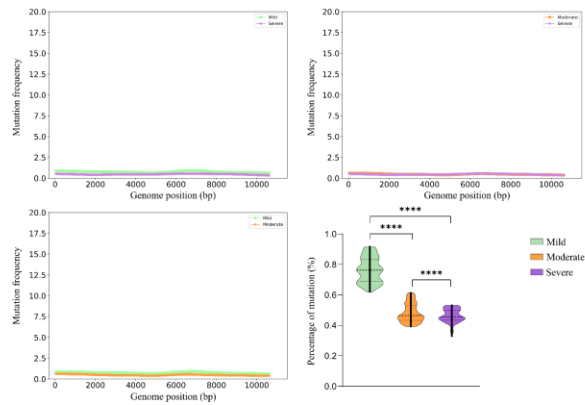 20.0
17.5
15.0
12.5
10.0
7.5
5.0
2.5
0.0
Mutation frequency
0 2000 4000 6000 8000 10000
Genome position (bp)
Mild
Severe
20.0
17.5
15.0
12.5
10.0
7.5
5.0
2.5
0.0
Mutation frequency
0 2000 4000 6000 8000 10000
Genome position (bp)
Moderate
Severe
20.0
17.5
15.0
12.5
10.0
7.5
5.0
2.5
0.0
Mutation frequency
0 2000 4000 6000 8000 10000
Genome position (bp)
Mild
Moderate
1.0
0.8
0.6
0.4
0.2
0.0
Percentage of mutation (%)
****
****
****
Mild
Moderate
Severe